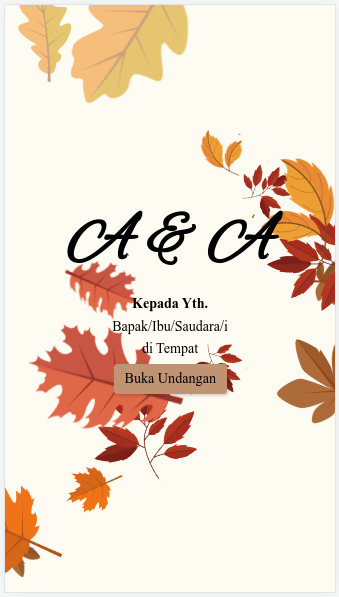 A & A
Kepada Yth.
Bapak/Ibu/Saudara/i
di Tempat
Buka Undangan